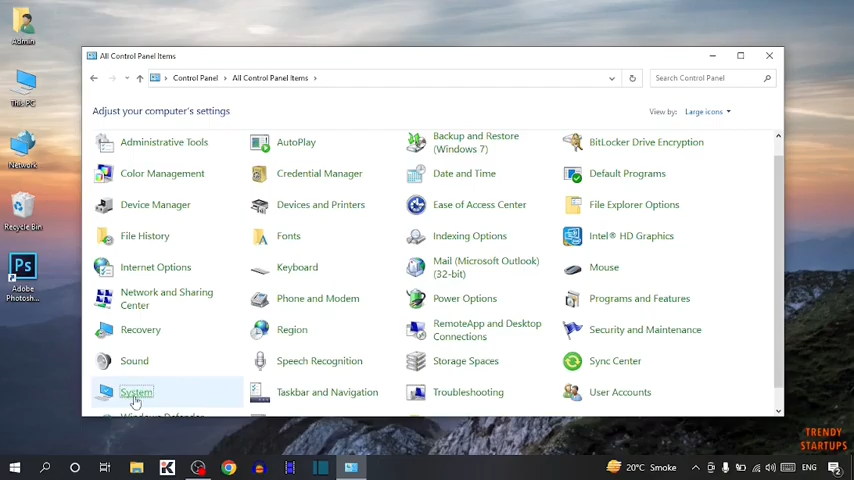 All Control Panel Items
Admin
This PC
Network
Recycle Bin
Ps
Adobe
Photosh...
Control Panel > All Control Panel Items >
Search Control Panel
Adjust your computer's settings
View by: Large icons
Administrative Tools
AutoPlay
Backup and Restore
(Windows 7)
BitLocker Drive Encryption
Color Management
Credential Manager
Date and Time
Default Programs
Device Manager
Devices and Printers
Ease of Access Center
File Explorer Options
File History
Fonts
Indexing Options
Intel® HD Graphics
Internet Options
Keyboard
Mail (Microsoft Outlook)
(32-bit)
Mouse
Network and Sharing
Center
Phone and Modem
Power Options
Programs and Features
Recovery
Region
RemoteApp and Desktop
Connections
Security and Maintenance
Sound
Speech Recognition
Storage Spaces
Sync Center
System
Taskbar and Navigation
Troubleshooting
User Accounts
Windows Defender
TRENDY
STARTUPS
20°C Smoke
ENG
2